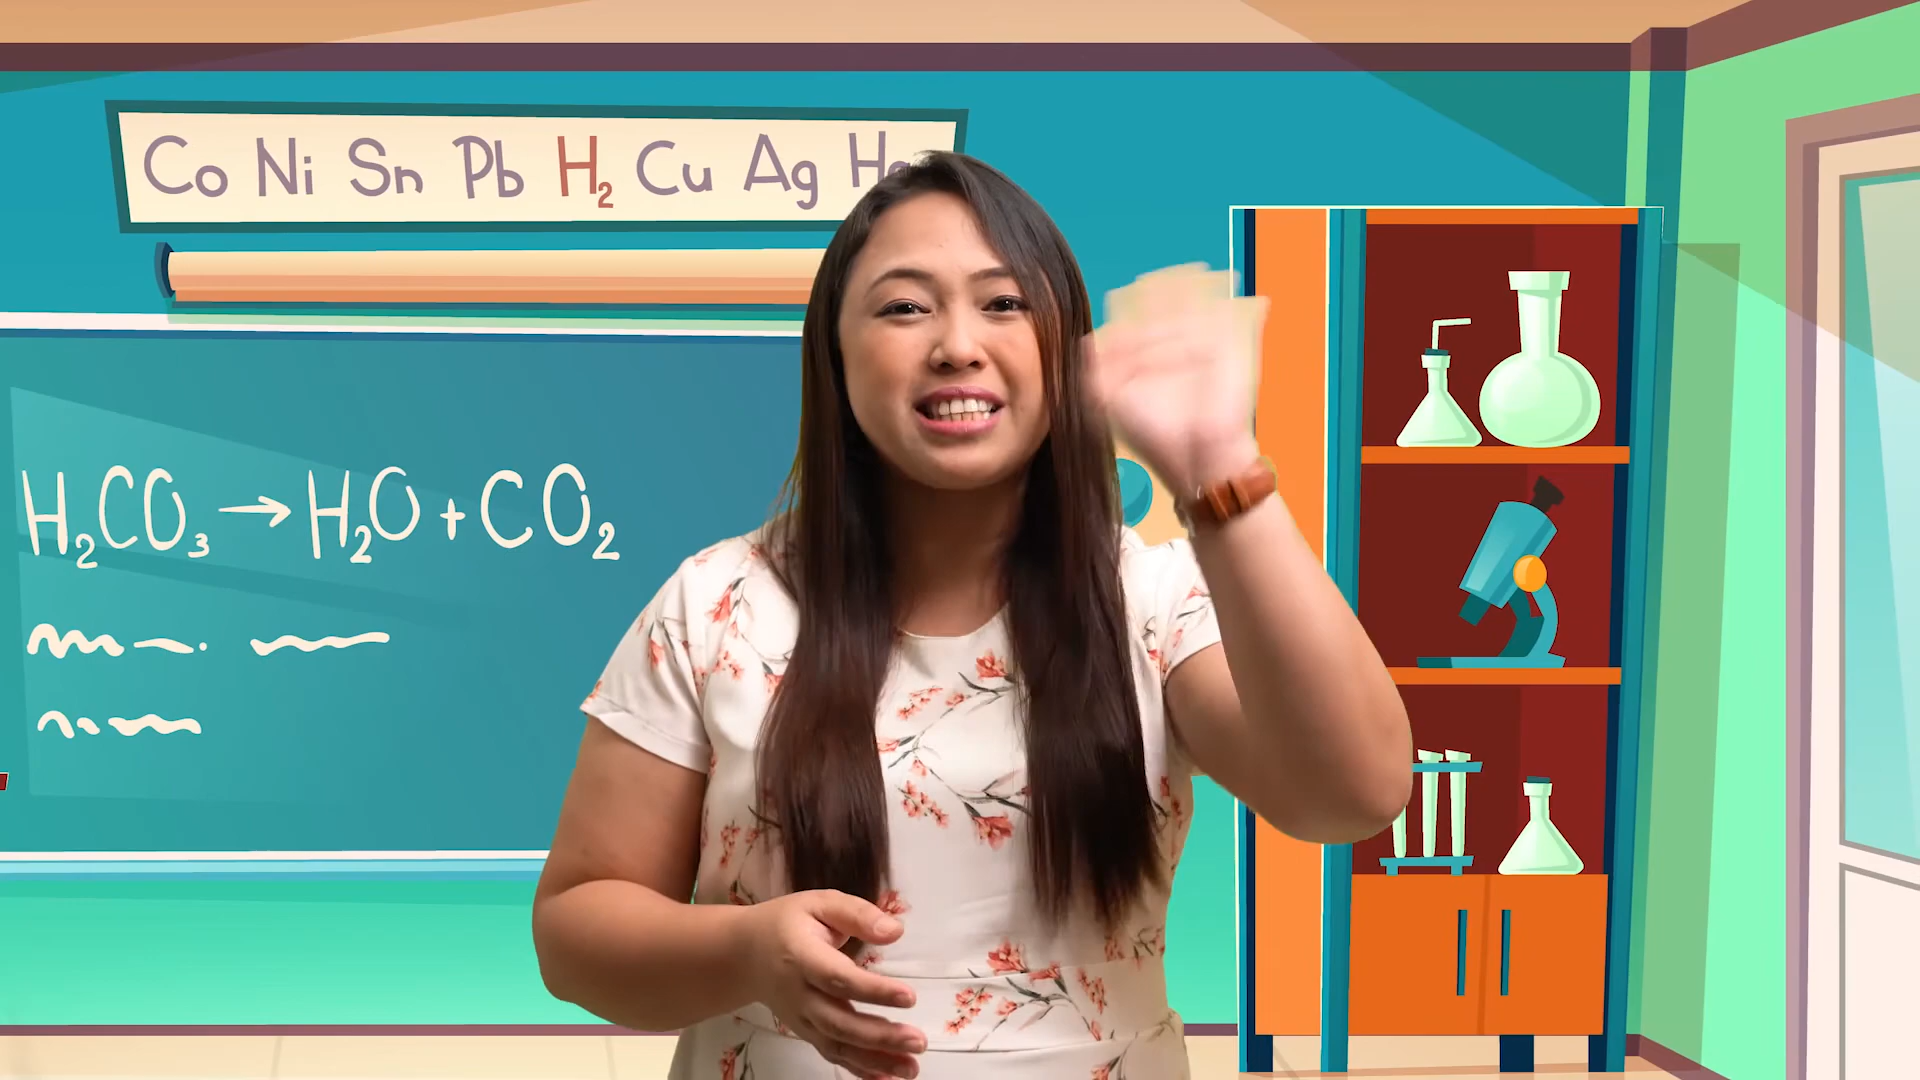 Co Ni Sn Pb H₂ Cu Ag
H₂CO₃ → H₂O + CO₂